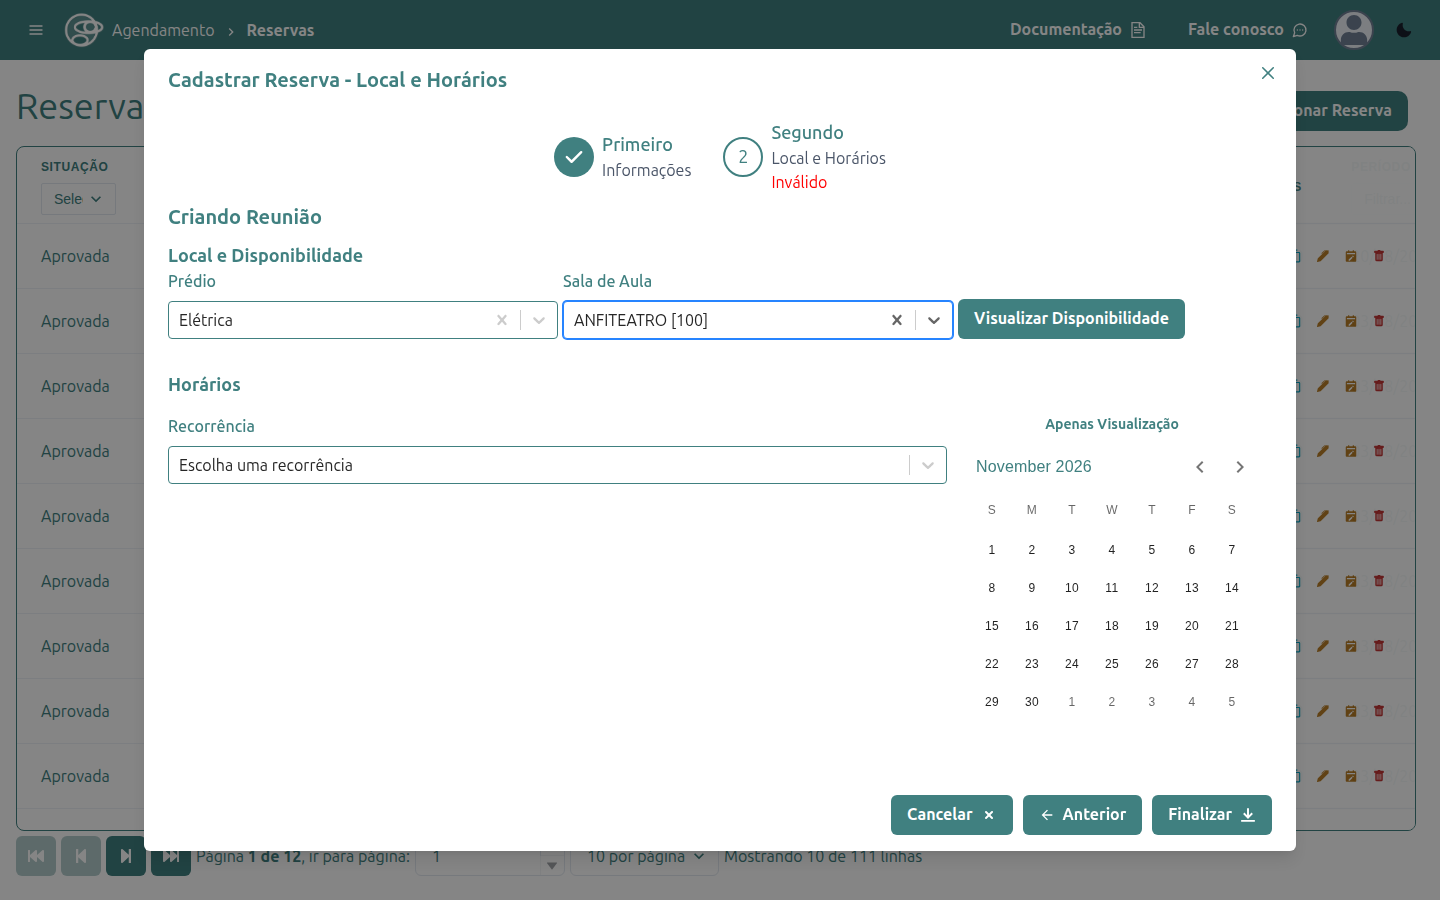 Agendamento › Reservas
Documentação
Fale conosco
Cadastrar Reserva - Local e Horários
Reserva
onar Reserva
Primeiro
Informações
2
Segundo
Local e Horários
Inválido
SITUAÇÃO
Sele
Criando Reunião
Local e Disponibilidade
Prédio
Sala de Aula
Elétrica
ANFITEATRO [100]
Visualizar Disponibilidade
Horários
Recorrência
Escolha uma recorrência
Apenas Visualização
November 2026
S M T W T F S
1 2 3 4 5 6 7
8 9 10 11 12 13 14
15 16 17 18 19 20 21
22 23 24 25 26 27 28
29 30 1 2 3 4 5
Aprovada
Aprovada
Aprovada
Aprovada
Aprovada
Aprovada
Aprovada
Aprovada
Aprovada
Cancelar
Anterior
Finalizar
Página 1 de 12, ir para página: 1
10 por página
Mostrando 10 de 111 linhas